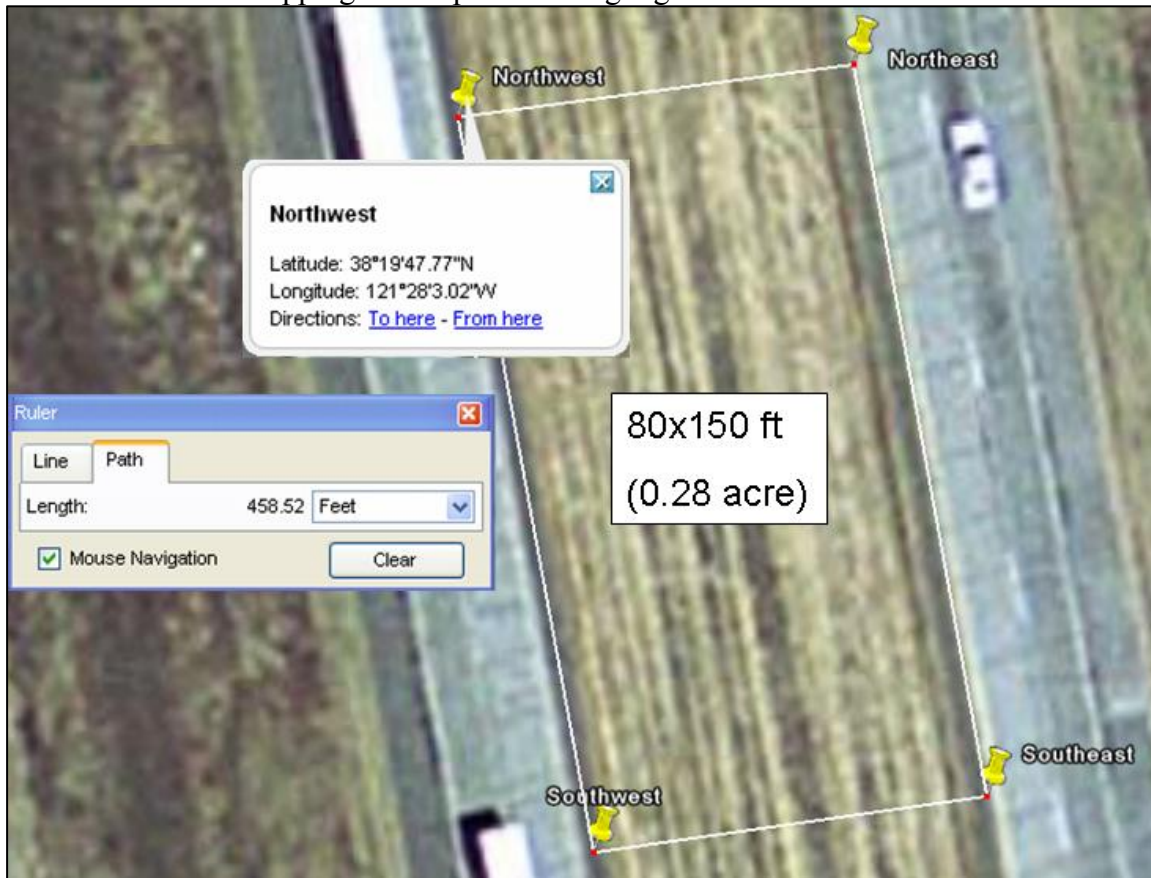 Northwest
Northeast
Northwest
Latitude: 38°19'47.77"N
Longitude: 121°28'3.02"W
Directions: To here - From here
Ruler
Line Path
Length: 458.52 Feet
Mouse Navigation Clear
80x150 ft
(0.28 acre)
Southeast
Southwest